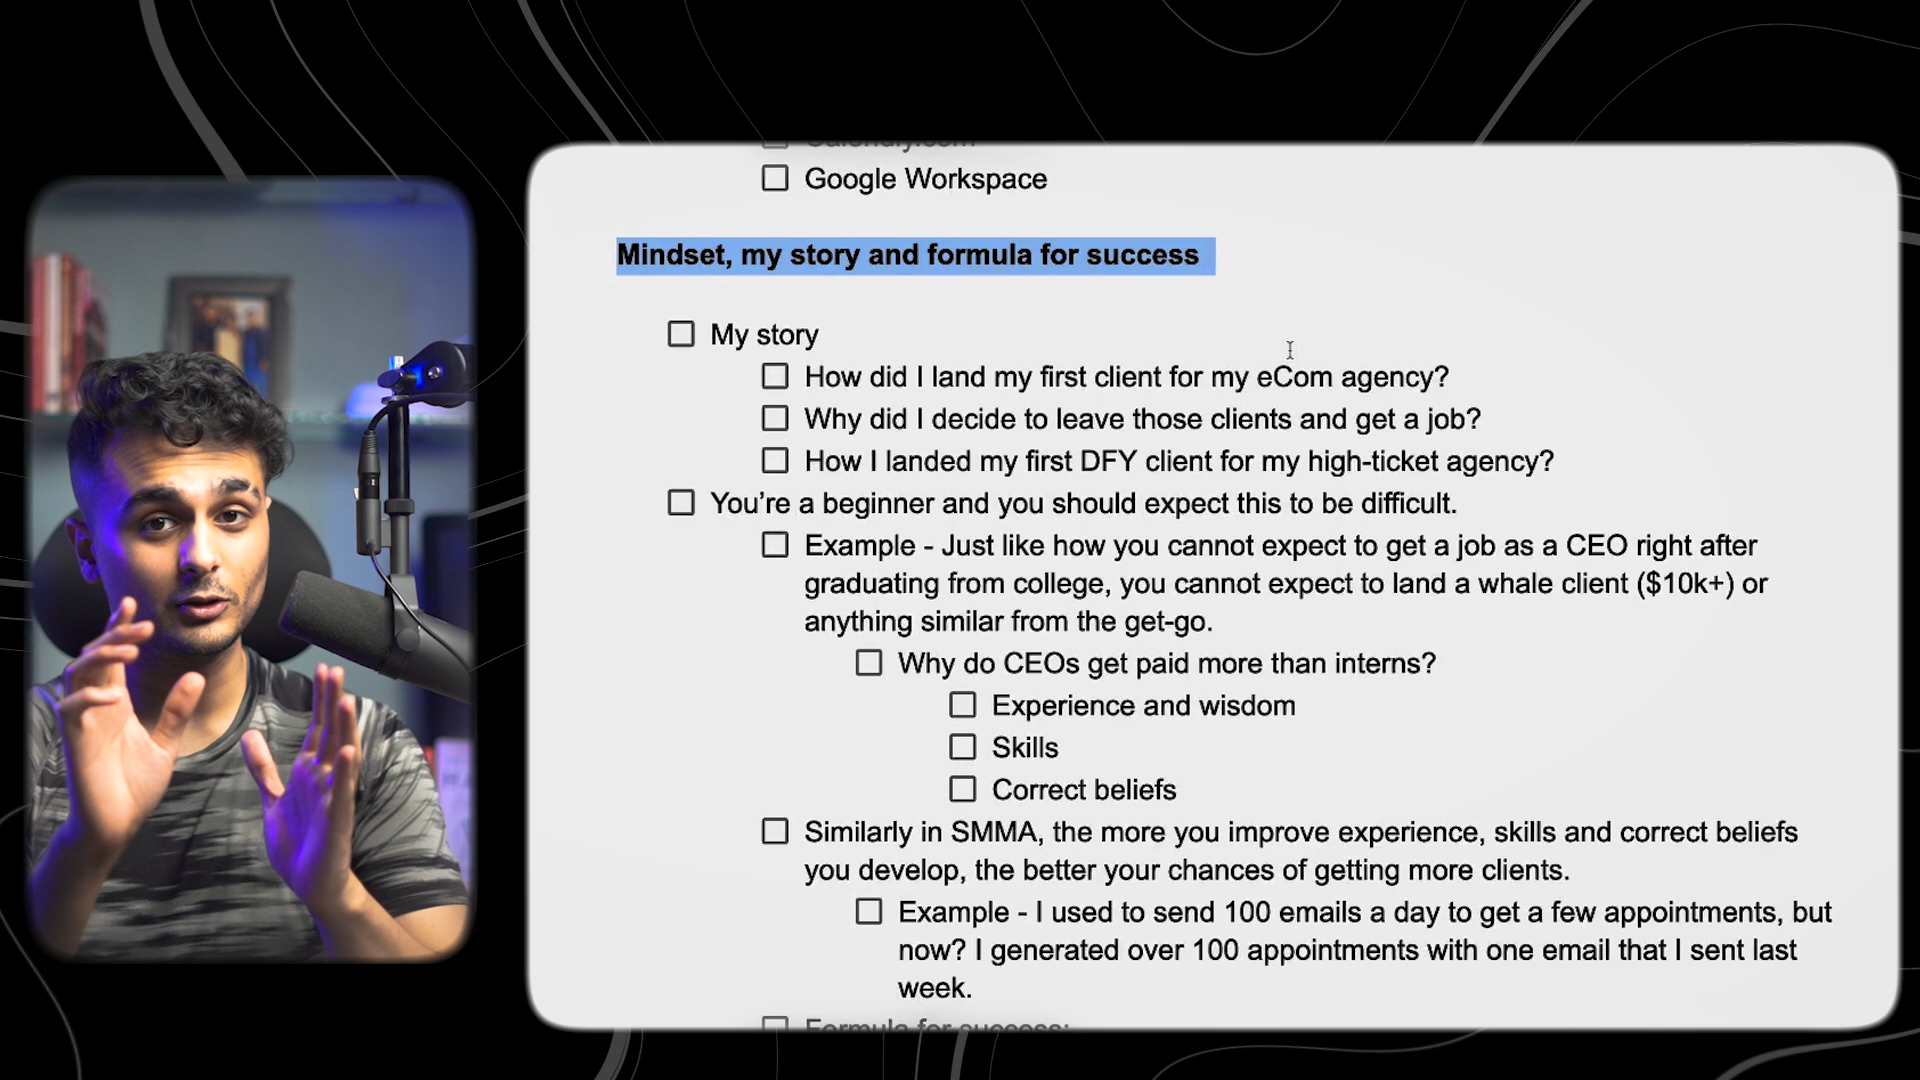 Calendly.com
Google Workspace
Mindset, my story and formula for success
My story
How did I land my first client for my eCom agency?
Why did I decide to leave those clients and get a job?
How I landed my first DFY client for my high-ticket agency?
You’re a beginner and you should expect this to be difficult.
Example - Just like how you cannot expect to get a job as a CEO right after
graduating from college, you cannot expect to land a whale client ($10k+) or
anything similar from the get-go.
Why do CEOs get paid more than interns?
Experience and wisdom
Skills
Correct beliefs
Similarly in SMMA, the more you improve experience, skills and correct beliefs
you develop, the better your chances of getting more clients.
Example - I used to send 100 emails a day to get a few appointments, but
now? I generated over 100 appointments with one email that I sent last
week.
Formula for success: